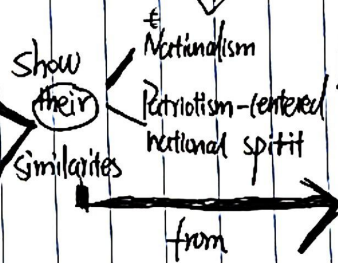 Nationalism
Show
their
Patriotism-centered
national spitit
similarites
from